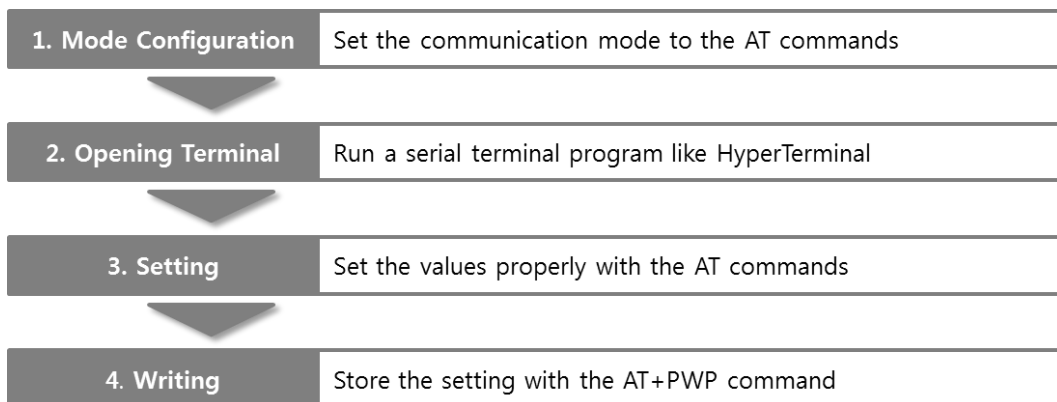 1. Mode Configuration Set the communication mode to the AT commands
2. Opening Terminal Run a serial terminal program like HyperTerminal
3. Setting Set the values properly with the AT commands
4. Writing Store the setting with the AT+PWP command